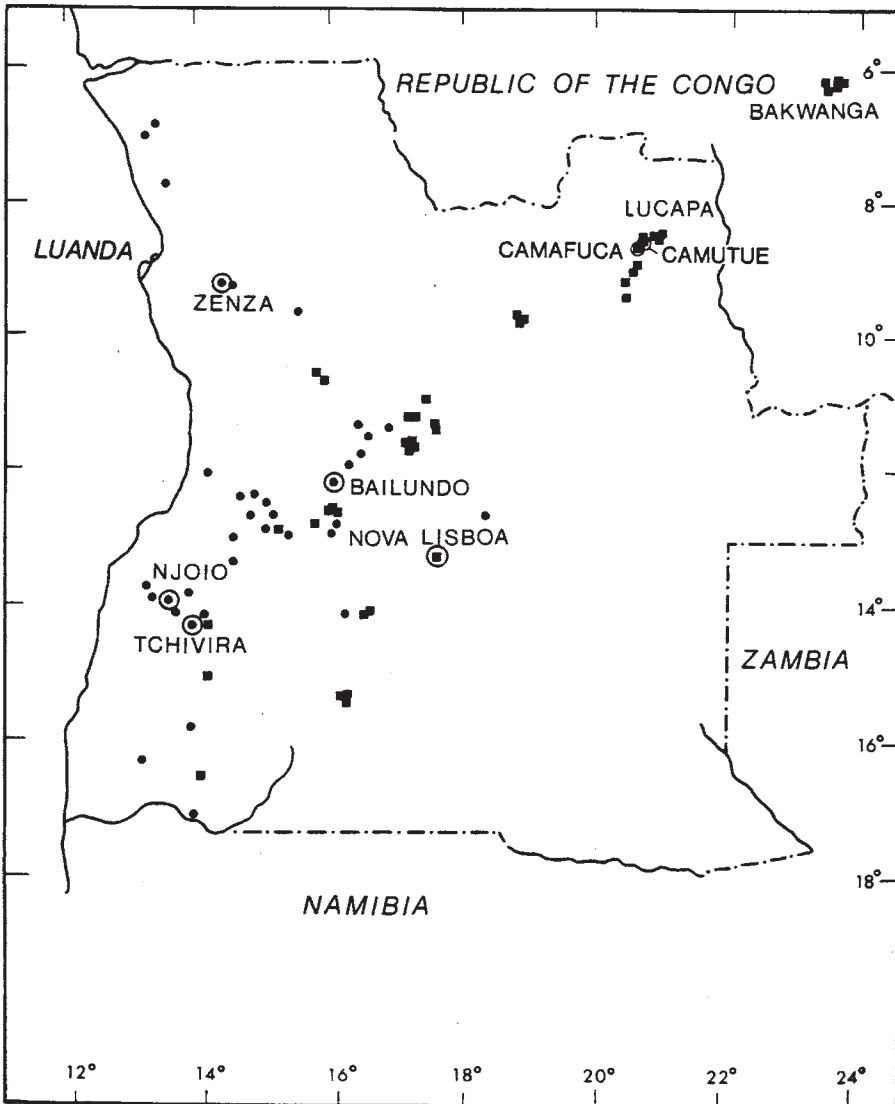 REPUBLIC OF THE CONGO
6°
BAKWANGA
8°
LUCAPA
LUANDA
CAMAFUCA
CAMUTUE
ZENZA
10°
BAILUNDO
NOVA LISBOA
NJOIO
14°
TCHIVIRA
ZAMBIA
16°
18°
NAMIBIA
12°
14°
16°
18°
20°
22°
24°